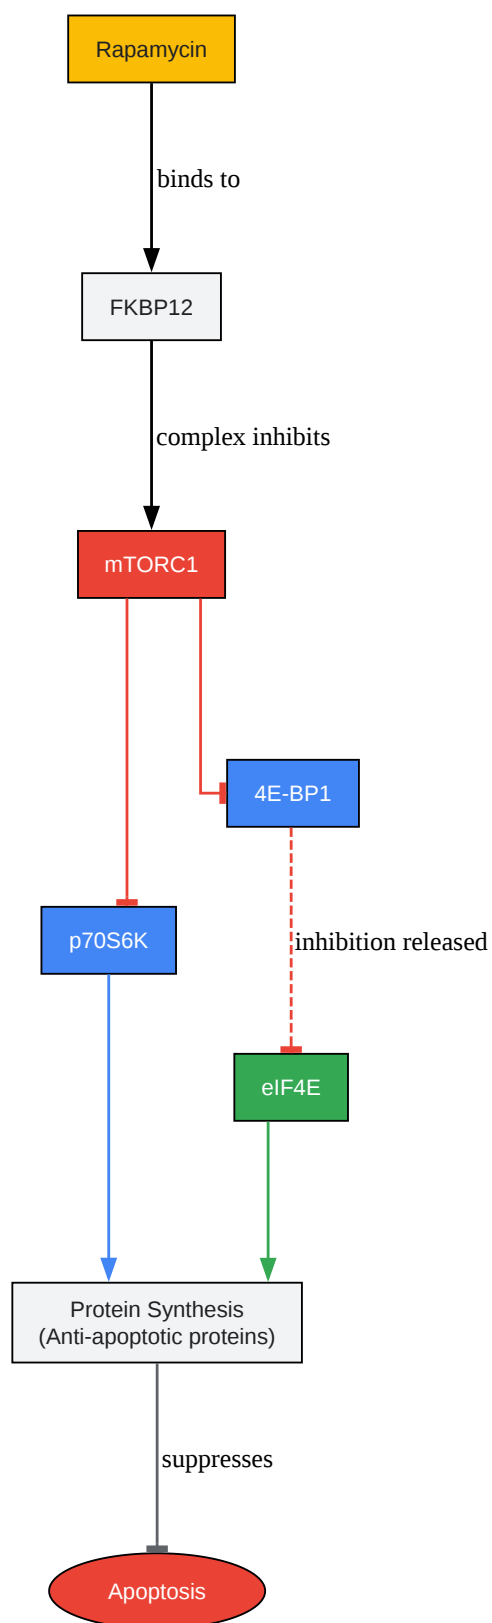 Rapamycin
binds to
FKBP12
complex inhibits
mTORC1
4E-BP1
p70S6K
inhibition released
eIF4E
Protein Synthesis
(Anti-apoptotic proteins)
suppresses
Apoptosis